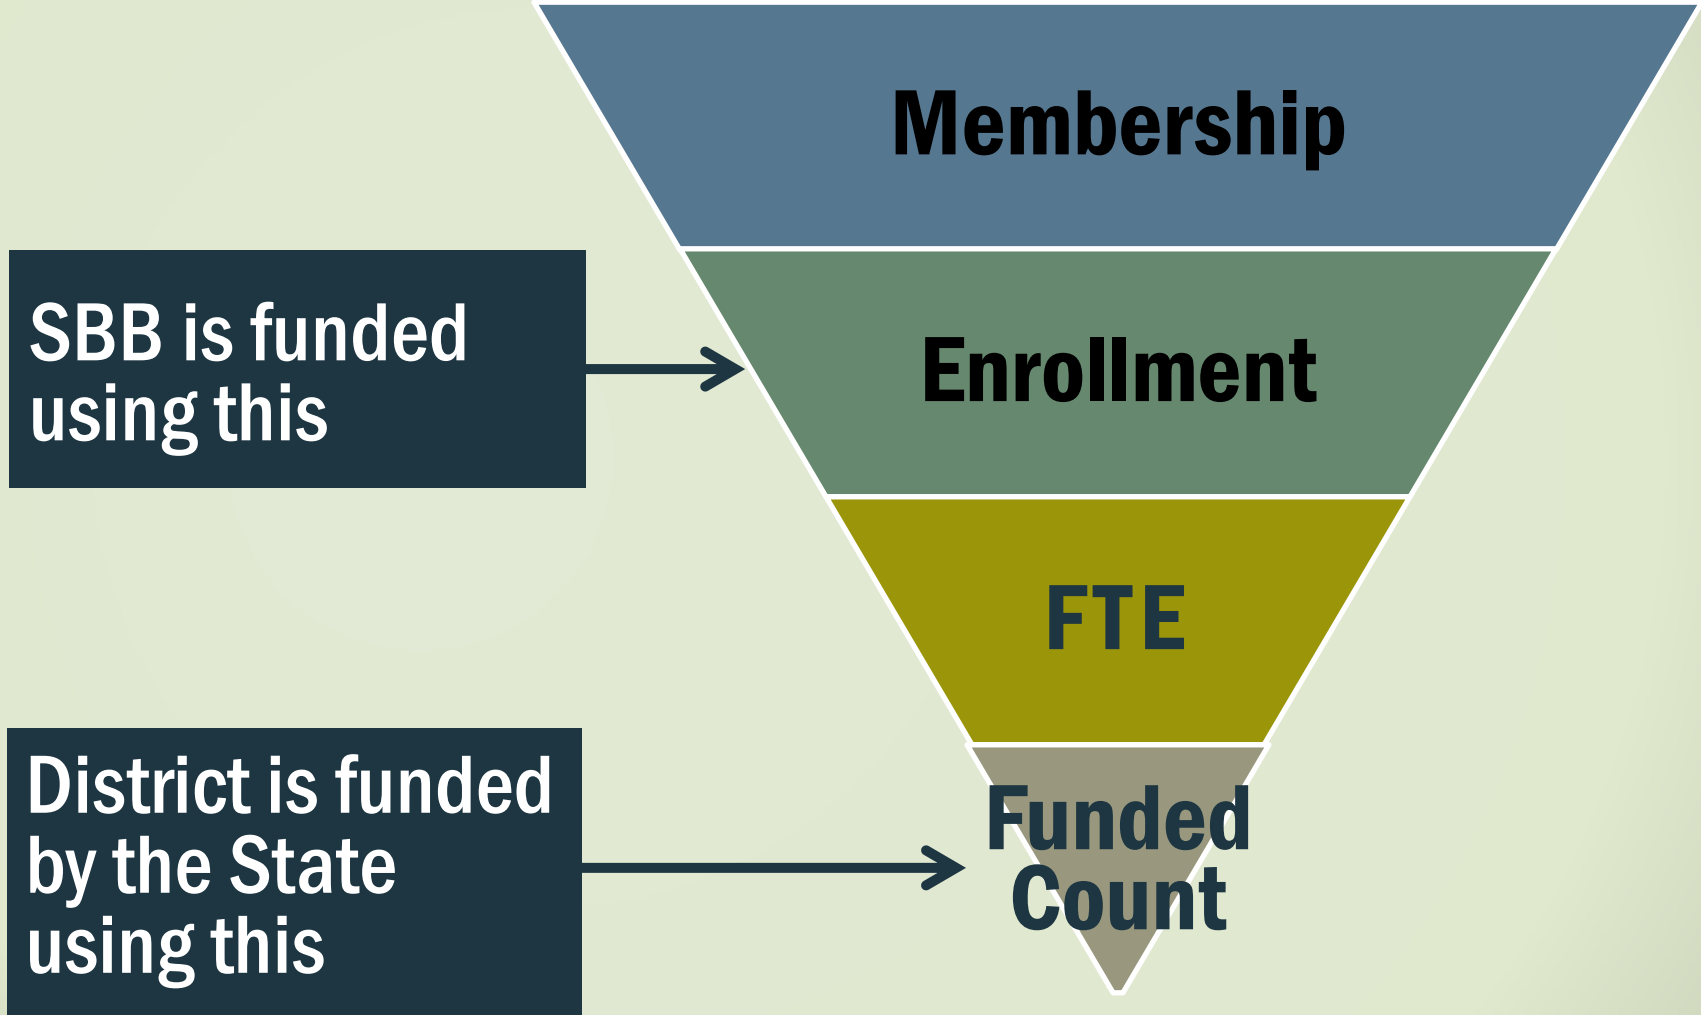 Membership
SBB is funded
using this
Enrollment
FTE
District is funded
by the State
using this
Funded
Count